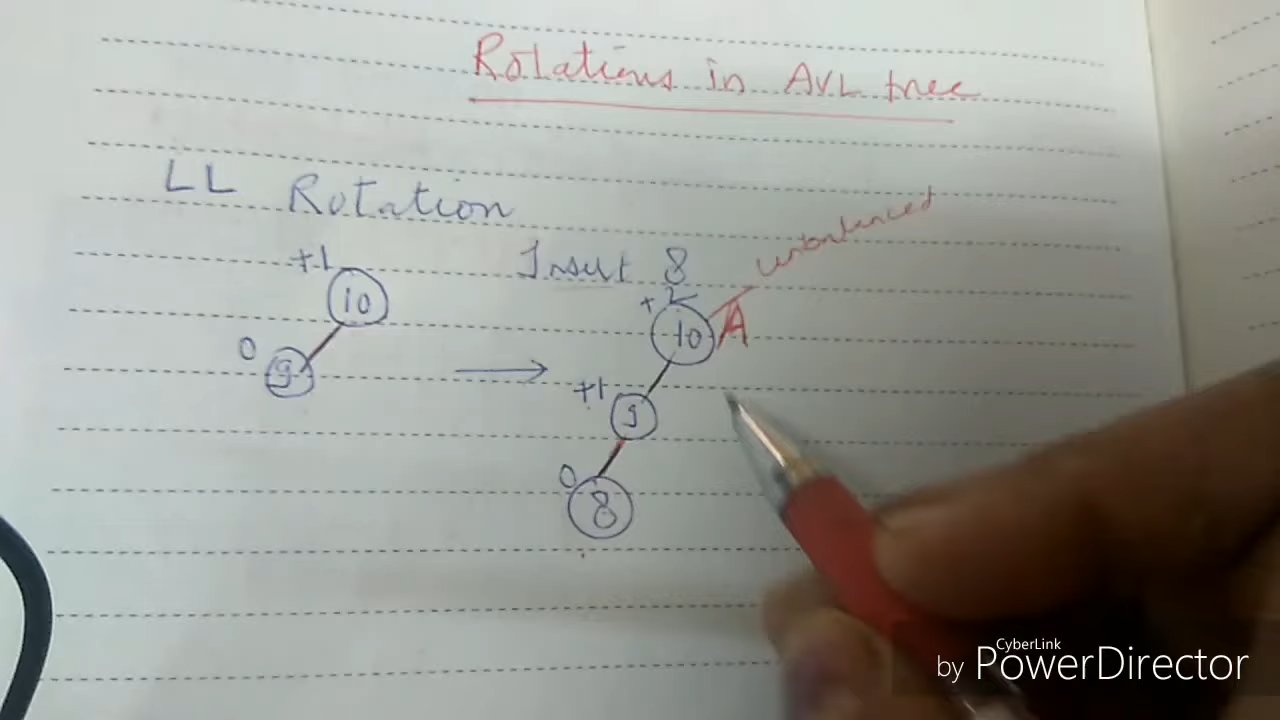 Rotations in AVL tree
LL Rotation
+1
10
0
9
Insert 8
unbalanced
+2
10 A
+1
9
0
8
CyberLink
by PowerDirector